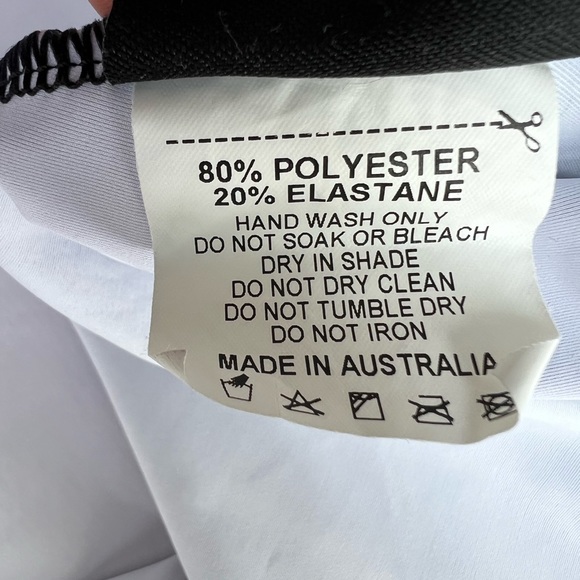 80% POLYESTER
20% ELASTANE
HAND WASH ONLY
DO NOT SOAK OR BLEACH
DRY IN SHADE
DO NOT DRY CLEAN
DO NOT TUMBLE DRY
DO NOT IRON
MADE IN AUSTRALIA